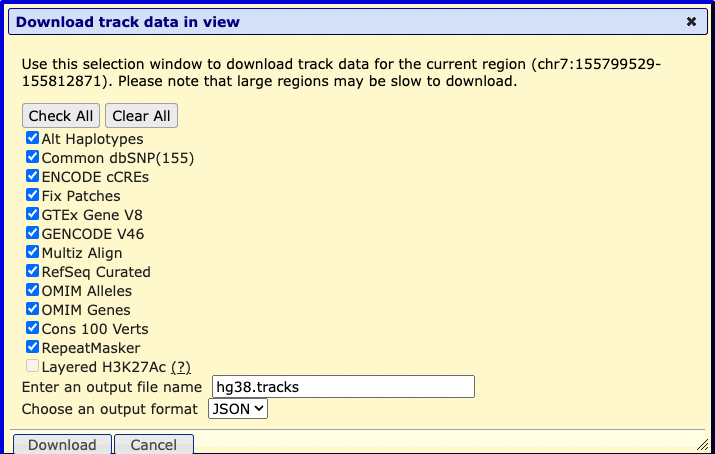 Download track data in view
Use this selection window to download track data for the current region (chr7:155799529-
155812871). Please note that large regions may be slow to download.
Check All Clear All
Alt Haplotypes
Common dbSNP(155)
ENCODE cCREs
Fix Patches
GTEx Gene V8
GENCODE V46
Multiz Align
RefSeq Curated
OMIM Alleles
OMIM Genes
Cons 100 Verts
RepeatMasker
Layered H3K27Ac (?)
Enter an output file name hg38.tracks
Choose an output format JSON
Download Cancel